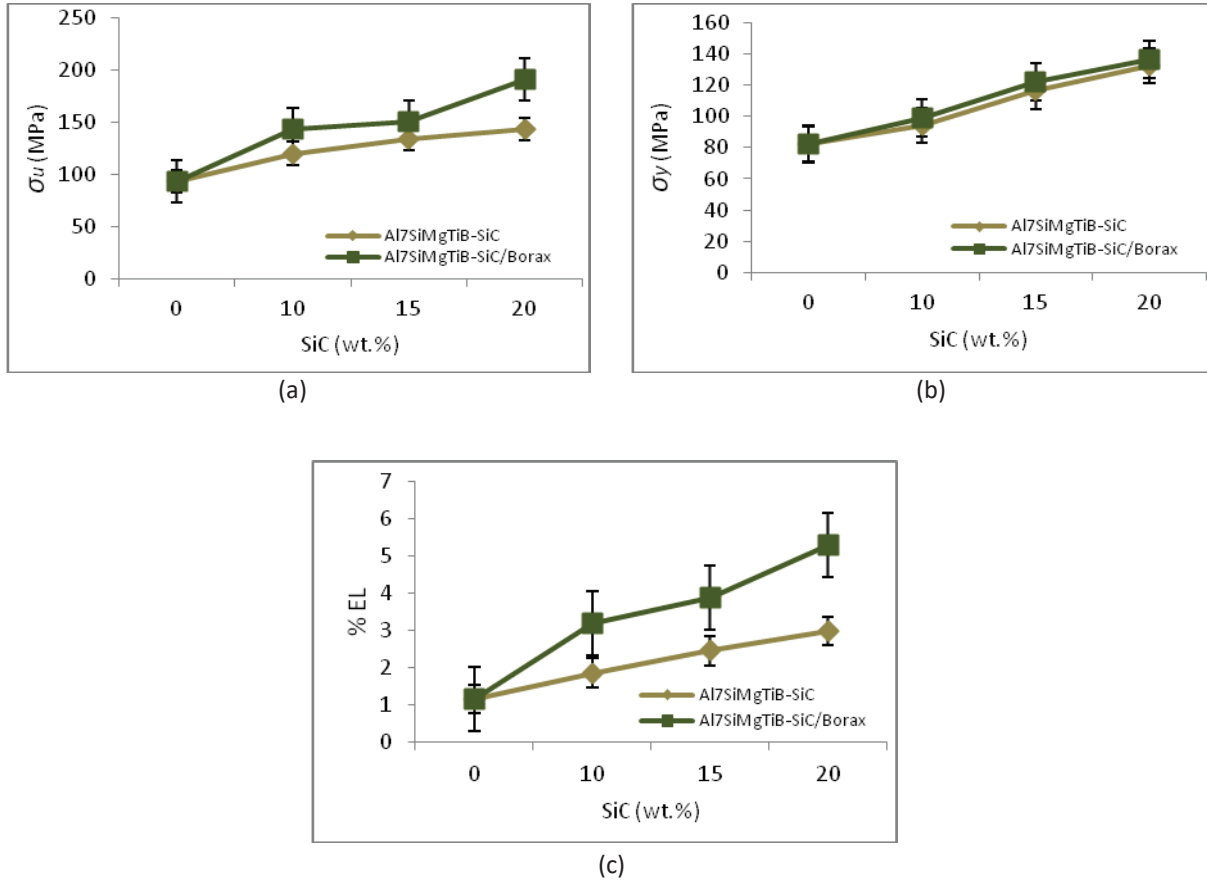 250
200
150
100
50
0
σu (MPa)
Al7SiMgTiB-SiC
Al7SiMgTiB-SiC/Borax
0 10 15 20
SiC (wt.%)
(a)
160
140
120
100
80
60
40
20
0
σy (MPa)
Al7SiMgTiB-SiC
Al7SiMgTiB-SiC/Borax
0 10 15 20
SiC (wt.%)
(b)
7
6
5
4
3
2
1
0
% EL
Al7SiMgTiB-SiC
Al7SiMgTiB-SiC/Borax
0 10 15 20
SiC (wt.%)
(c)